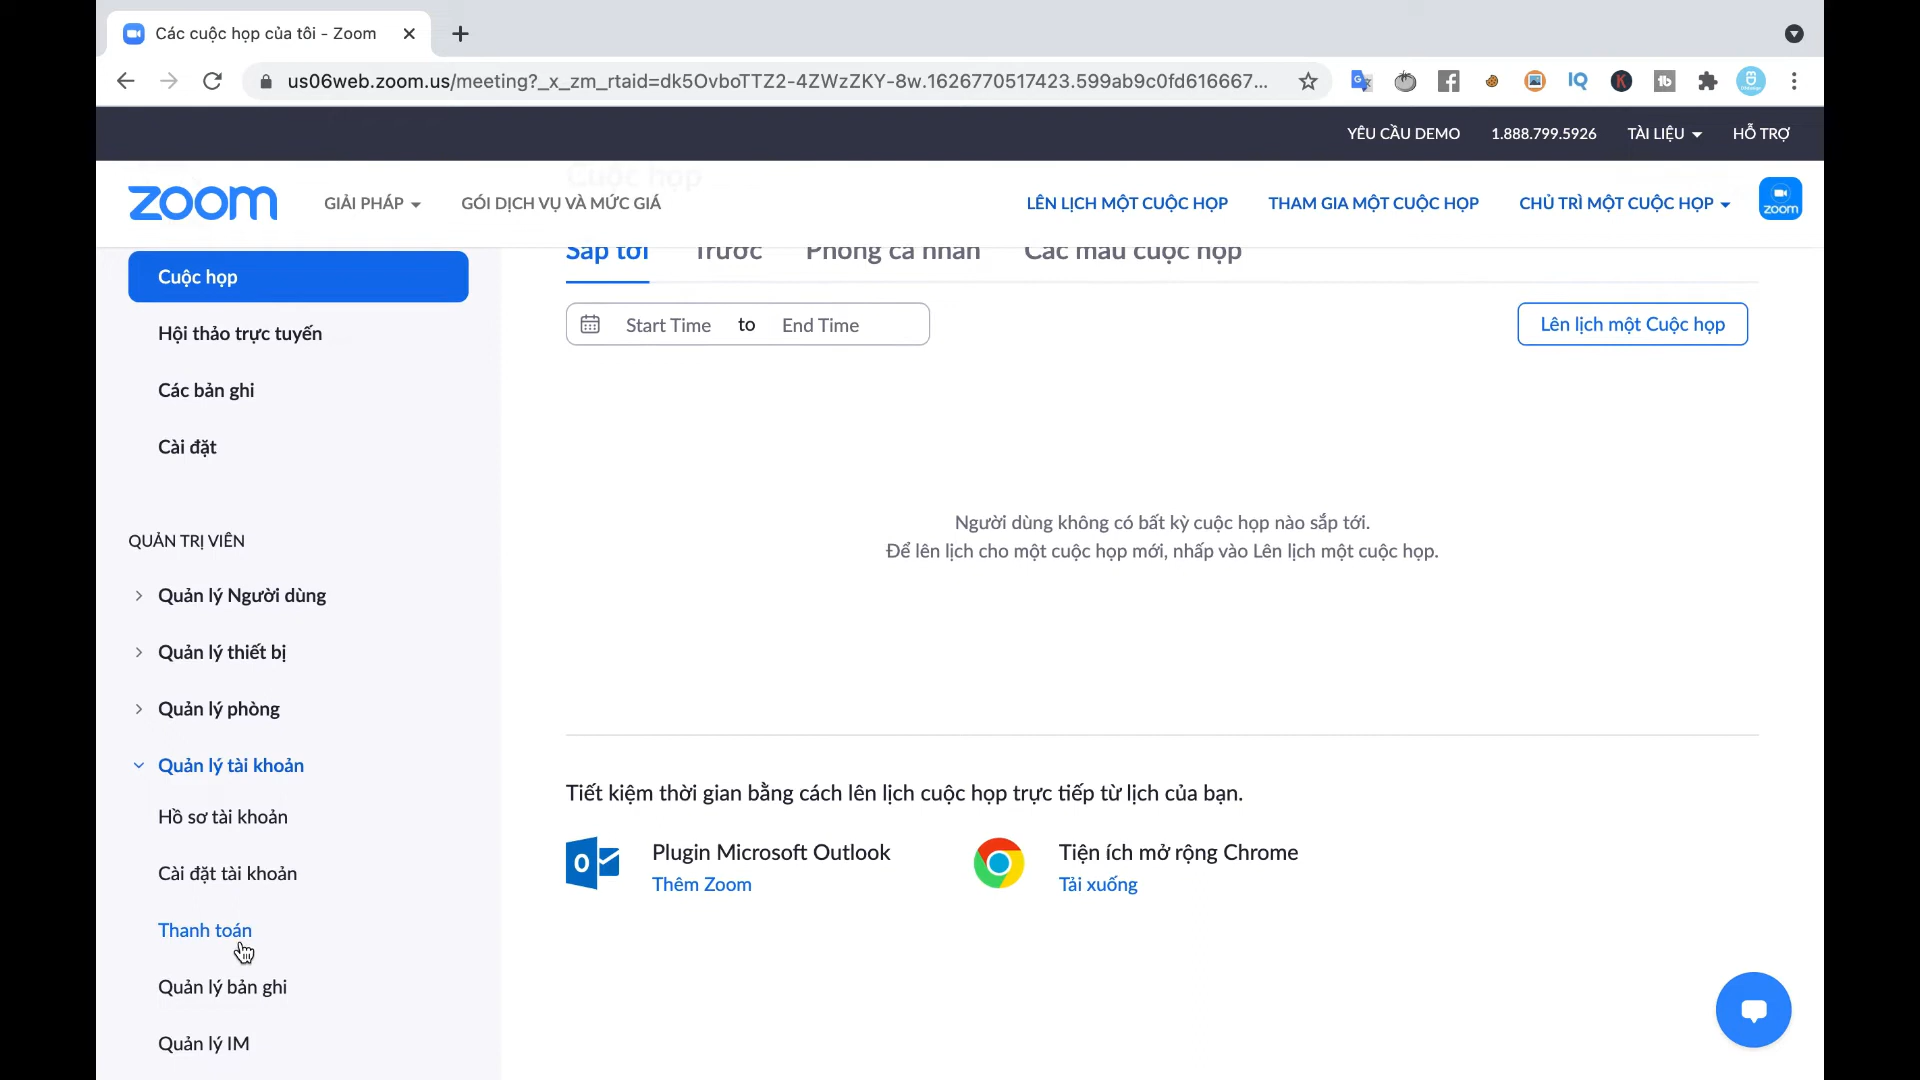 Các cuộc họp của tôi - Zoom
us06web.zoom.us/meeting?_x_zm_rtaid=dk5OvboTTZ2-4ZWzZKY-8w.1626770517423.599ab9c0fd616667...
YÊU CẦU DEMO 1.888.799.5926 TÀI LIỆU HỖ TRỢ
Cuộc họp
zoom GIẢI PHÁP GÓI DỊCH VỤ VÀ MỨC GIÁ LÊN LỊCH MỘT CUỘC HỌP THAM GIA MỘT CUỘC HỌP CHỦ TRÌ MỘT CUỘC HỌP zoom
Sắp tới Trước Phòng cá nhân Các mẫu cuộc họp
Cuộc họp
Hội thảo trực tuyến
Các bản ghi
Cài đặt
QUẢN TRỊ VIÊN
Quản lý Người dùng
Quản lý thiết bị
Quản lý phòng
Quản lý tài khoản
Hồ sơ tài khoản
Cài đặt tài khoản
Thanh toán
Quản lý bản ghi
Quản lý IM
Start Time to End Time
Lên lịch một Cuộc họp
Người dùng không có bất kỳ cuộc họp nào sắp tới.
Để lên lịch cho một cuộc họp mới, nhấp vào Lên lịch một cuộc họp.
Tiết kiệm thời gian bằng cách lên lịch cuộc họp trực tiếp từ lịch của bạn.
Plugin Microsoft Outlook
Thêm Zoom
Tiện ích mở rộng Chrome
Tải xuống